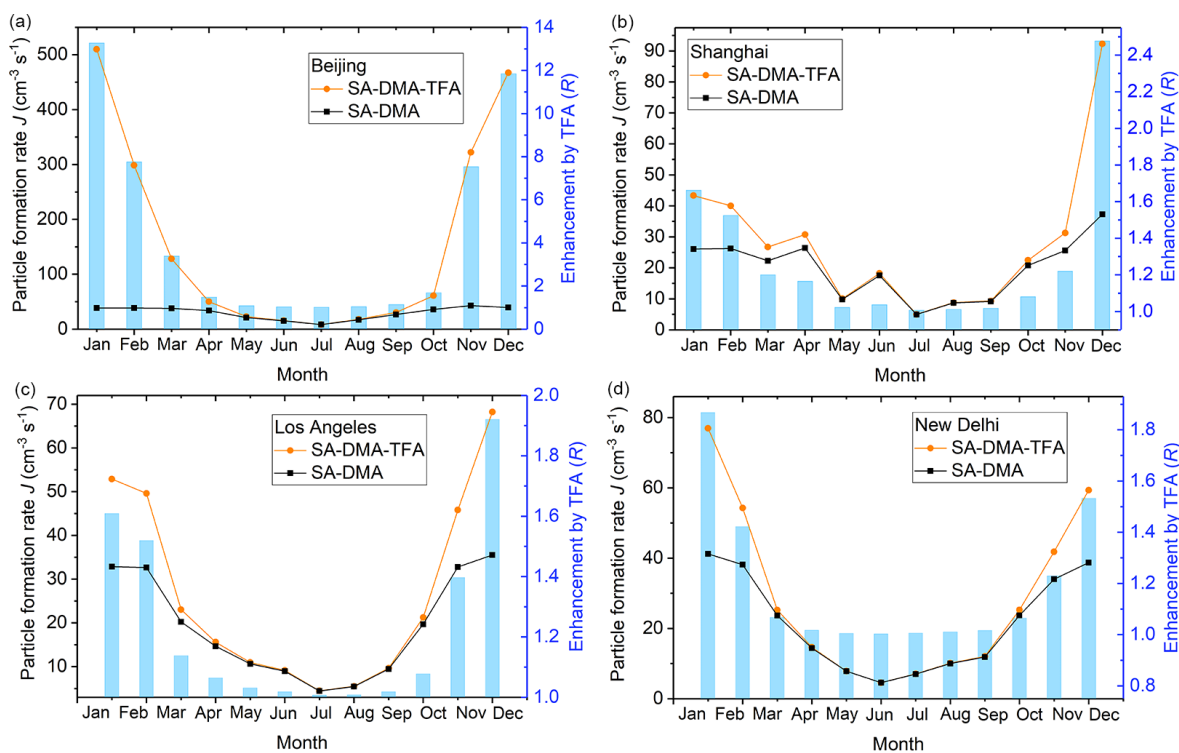 (a)
Particle formation rate J (cm⁻³ s⁻¹)
500
400
300
200
100
0
Beijing
SA-DMA-TFA
SA-DMA
14
12
10
8
6
4
2
0
Enhancement by TFA (R)
Jan Feb Mar Apr May Jun Jul Aug Sep Oct Nov Dec
Month
(b)
Particle formation rate J (cm⁻³ s⁻¹)
90
80
70
60
50
40
30
20
10
0
Shanghai
SA-DMA-TFA
SA-DMA
2.4
2.2
2.0
1.8
1.6
1.4
1.2
1.0
Enhancement by TFA (R)
Jan Feb Mar Apr May Jun Jul Aug Sep Oct Nov Dec
Month
(c)
Particle formation rate J (cm⁻³ s⁻¹)
70
60
50
40
30
20
10
Los Angeles
SA-DMA-TFA
SA-DMA
2.0
1.8
1.6
1.4
1.2
1.0
Enhancement by TFA (R)
Jan Feb Mar Apr May Jun Jul Aug Sep Oct Nov Dec
Month
(d)
Particle formation rate J (cm⁻³ s⁻¹)
80
60
40
20
0
New Delhi
SA-DMA-TFA
SA-DMA
1.8
1.6
1.4
1.2
1.0
0.8
Enhancement by TFA (R)
Jan Feb Mar Apr May Jun Jul Aug Sep Oct Nov Dec
Month